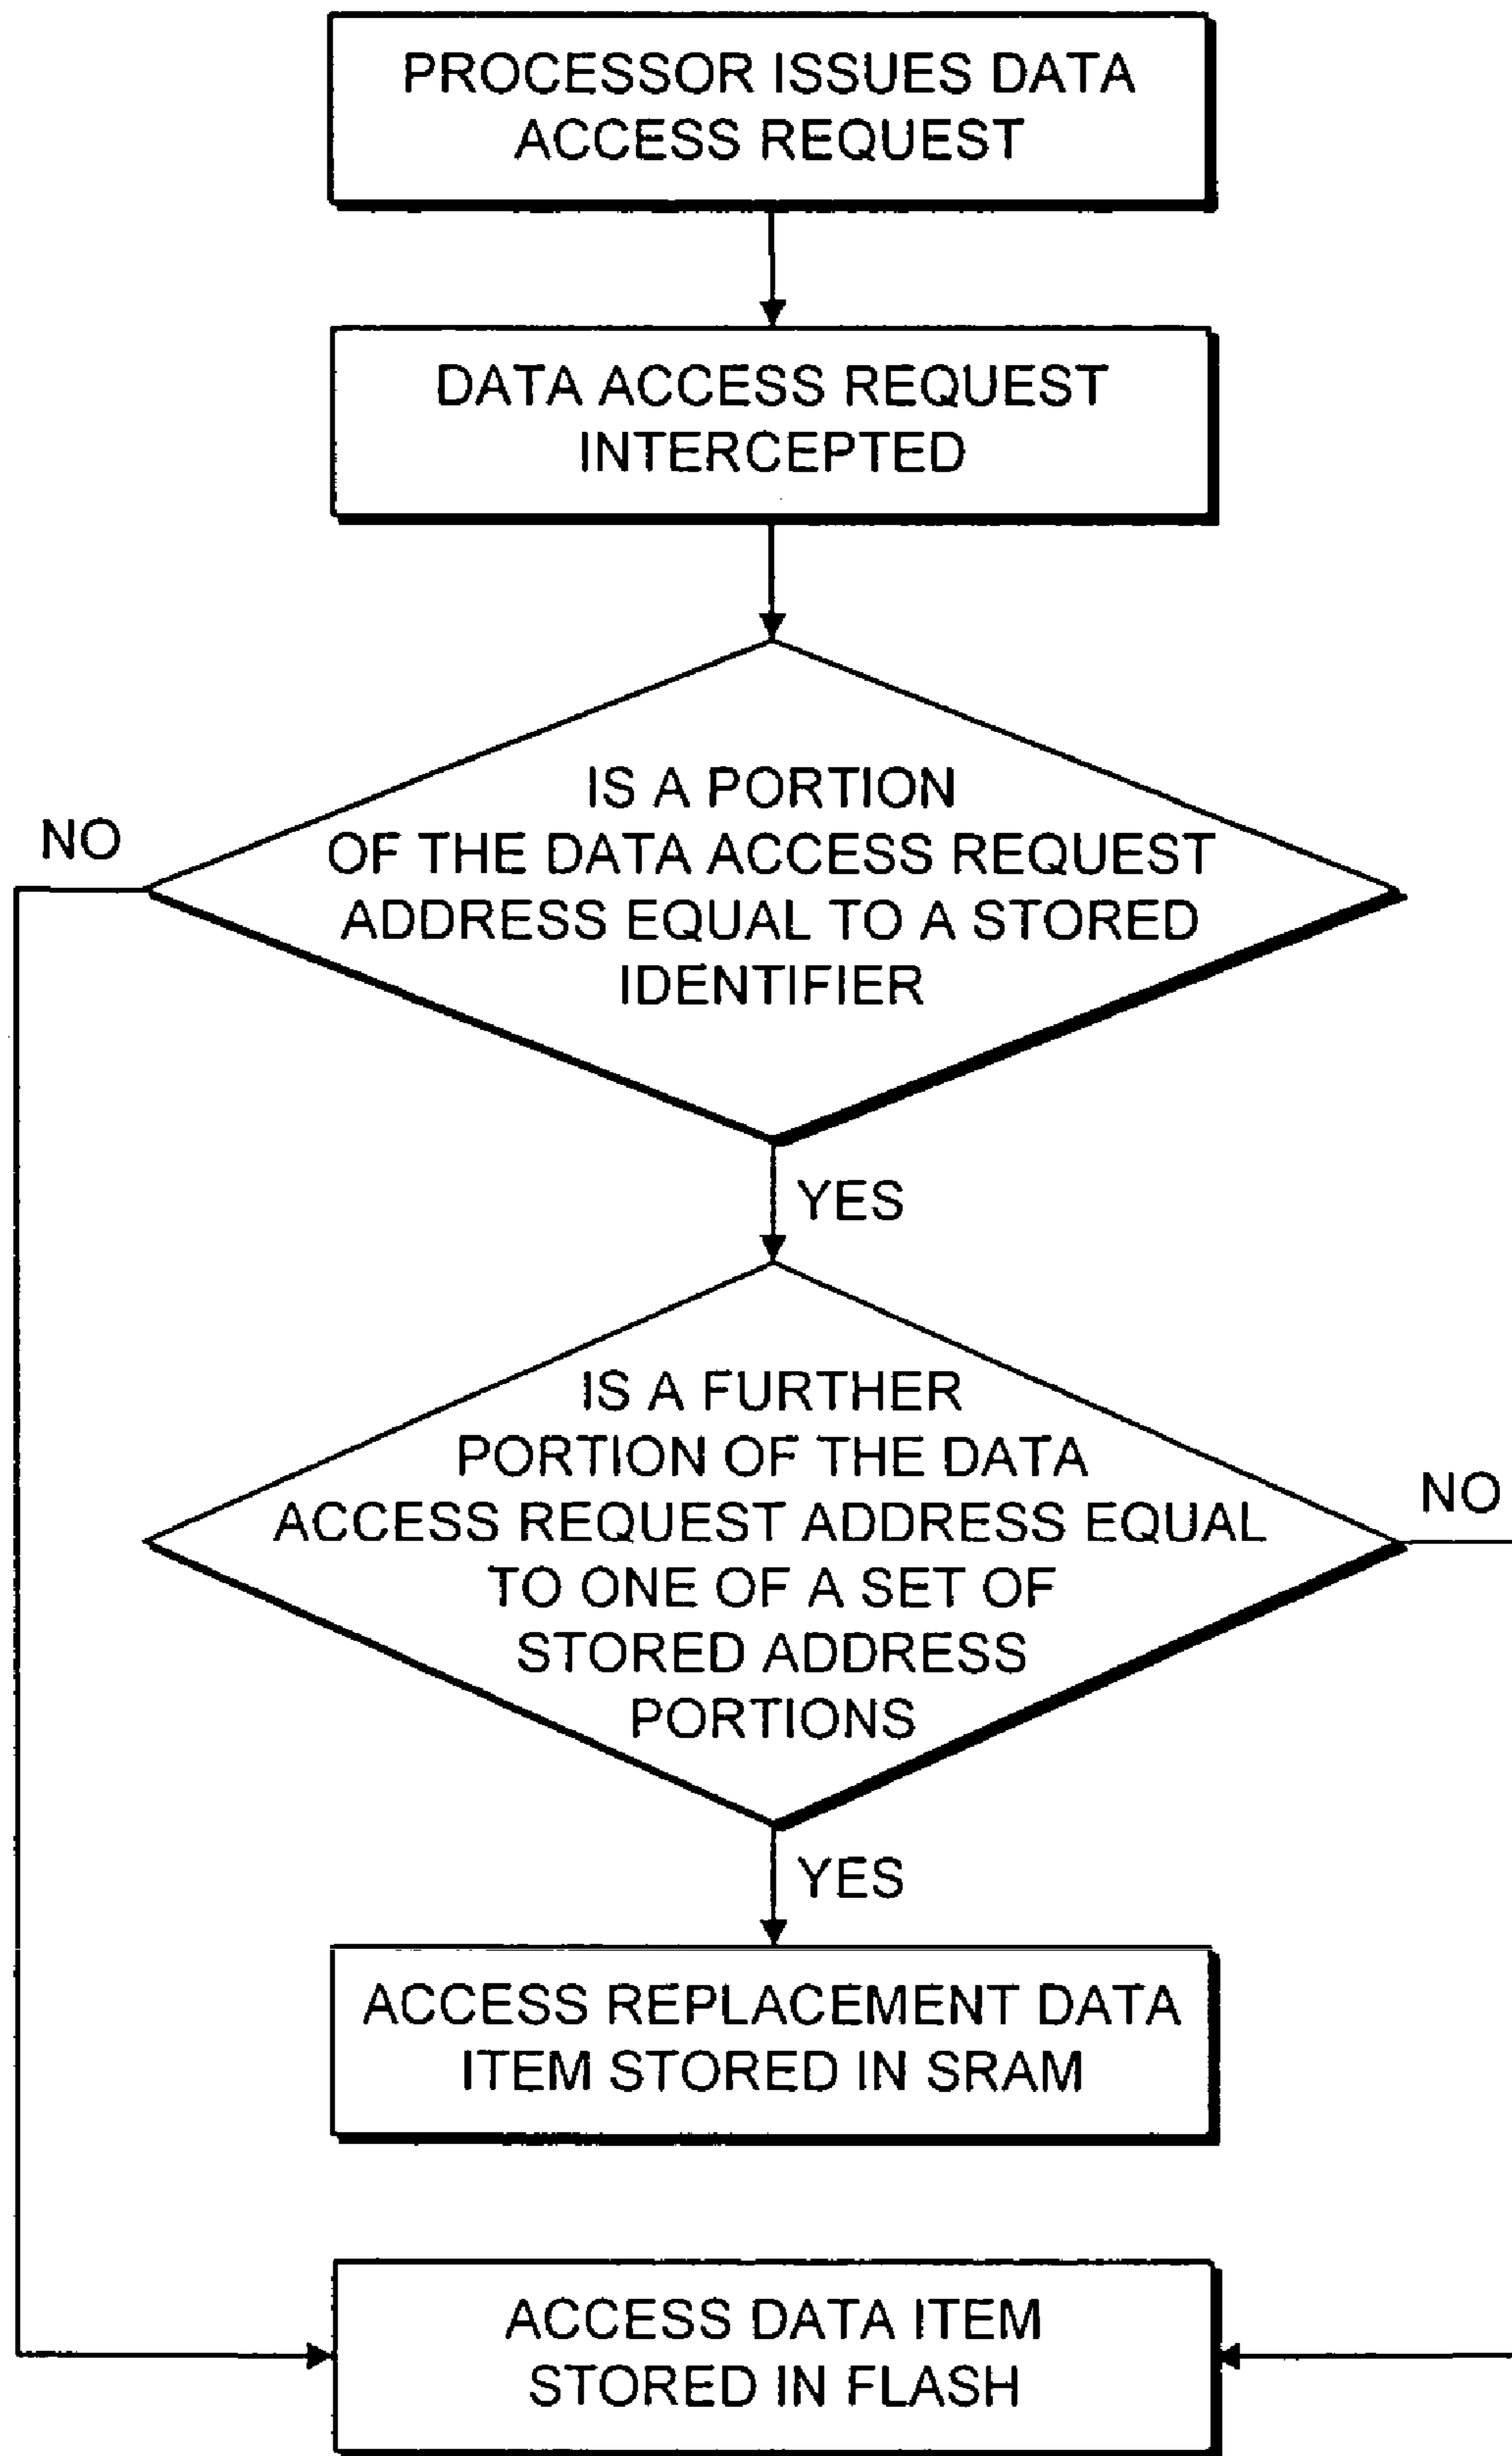 PROCESSOR ISSUES DATA
ACCESS REQUEST
DATA ACCESS REQUEST
INTERCEPTED
IS A PORTION
OF THE DATA ACCESS REQUEST
ADDRESS EQUAL TO A STORED
IDENTIFIER
NO
YES
IS A FURTHER
PORTION OF THE DATA
ACCESS REQUEST ADDRESS EQUAL
TO ONE OF A SET OF
STORED ADDRESS
PORTIONS
NO
YES
ACCESS REPLACEMENT DATA
ITEM STORED IN SRAM
ACCESS DATA ITEM
STORED IN FLASH